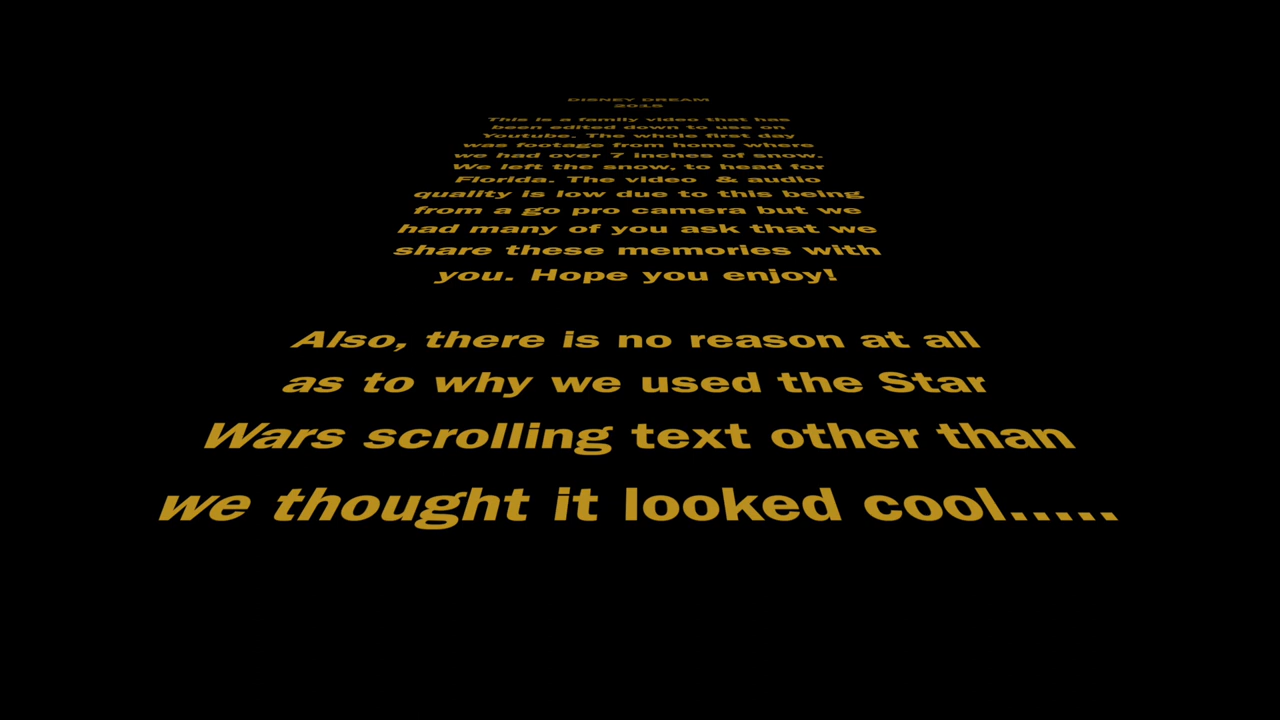 DISNEY DREAM
2015
This is a family video that has
been edited down to use on
Youtube. The whole first day
was footage from home where
we had over 7 inches of snow.
We left the snow, to head for
Florida. The video & audio
quality is low due to this being
from a go pro camera but we
had many of you ask that we
share these memories with
you. Hope you enjoy!
Also, there is no reason at all
as to why we used the Star
Wars scrolling text other than
we thought it looked cool.....